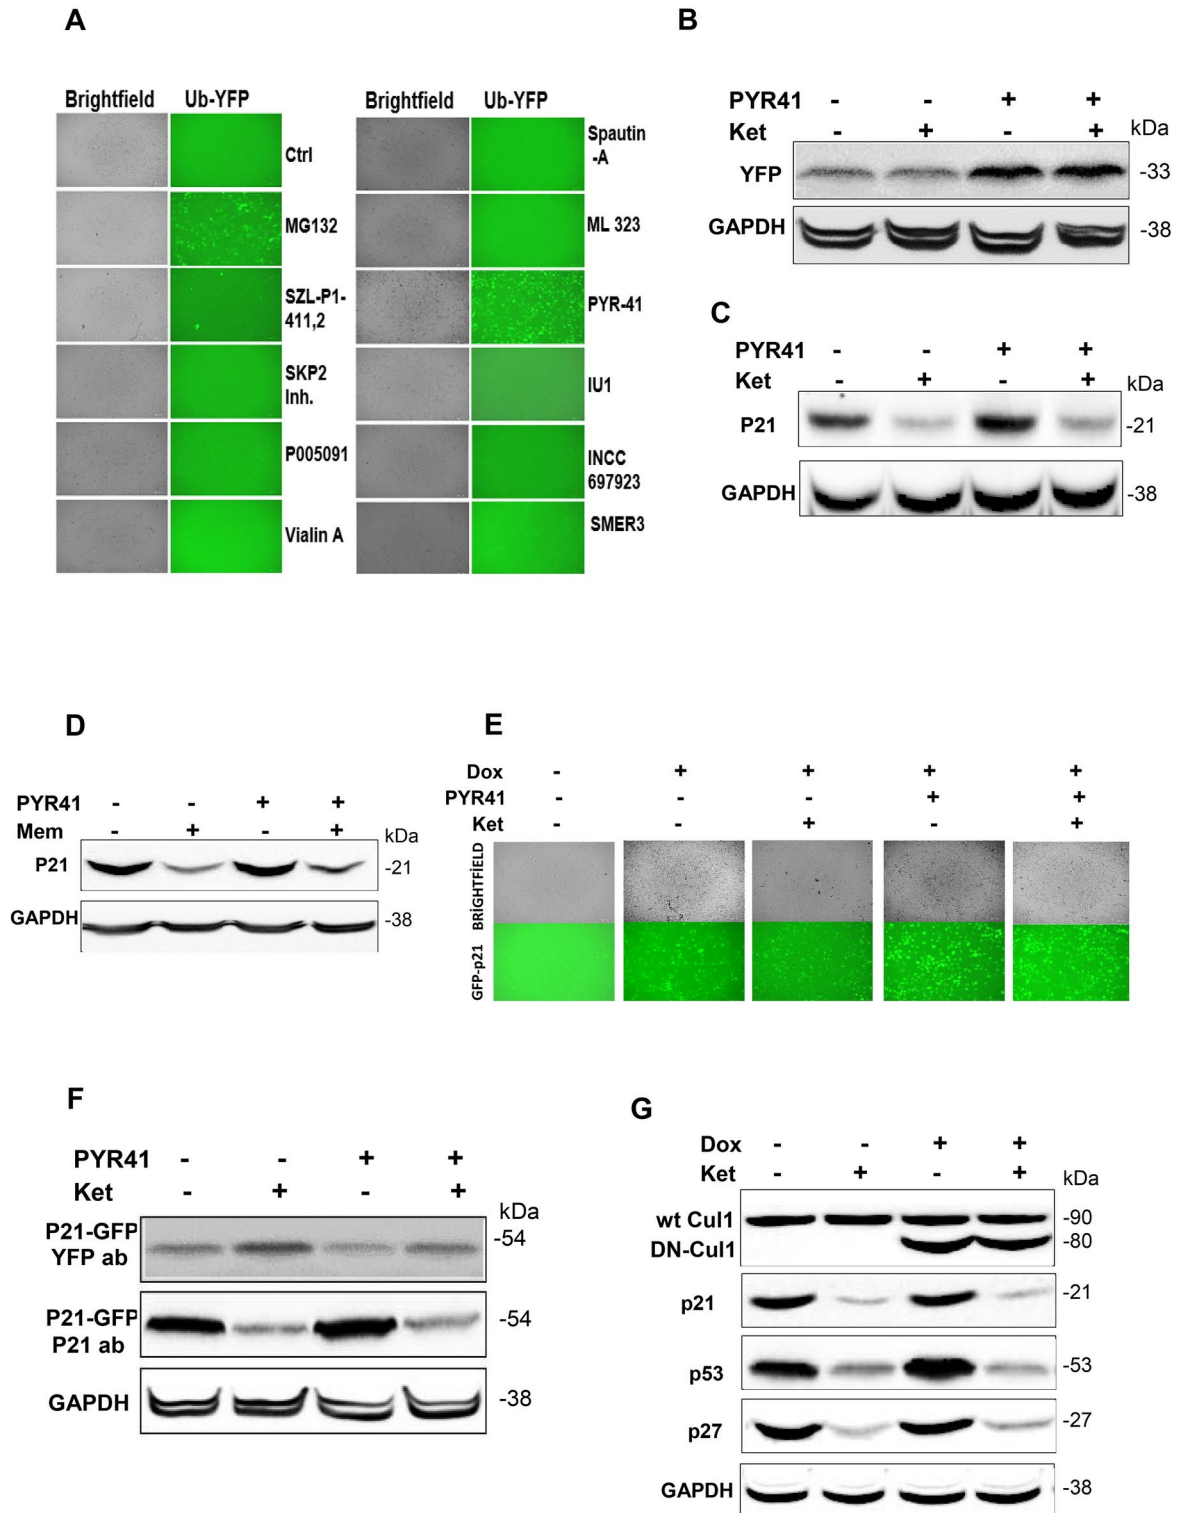 A
Brightfield Ub-YFP
Ctrl
MG132
SZL-P1-
411,2
SKP2
Inh.
P005091
Vialin A
Brightfield Ub-YFP
Spautin
-A
ML 323
PYR-41
IU1
INCC
697923
SMER3
B
PYR41 - - + +
Ket - + - + kDa
YFP -33
GAPDH -38
C
PYR41 - - + +
Ket - + - + kDa
P21 -21
GAPDH -38
D
PYR41 - - + +
Mem - + - + kDa
P21 -21
GAPDH -38
E
Dox - + + + +
PYR41 - - - + +
Ket - - + - +
BRİGHTFİELD
GFP-p21
F
PYR41 - - + +
Ket - + - +
kDa
P21-GFP
YFP ab -54
P21-GFP
P21 ab -54
GAPDH -38
G
Dox - - + +
Ket - + - + kDa
wt Cul1 -90
DN-Cul1 -80
p21 -21
p53 -53
p27 -27
GAPDH -38